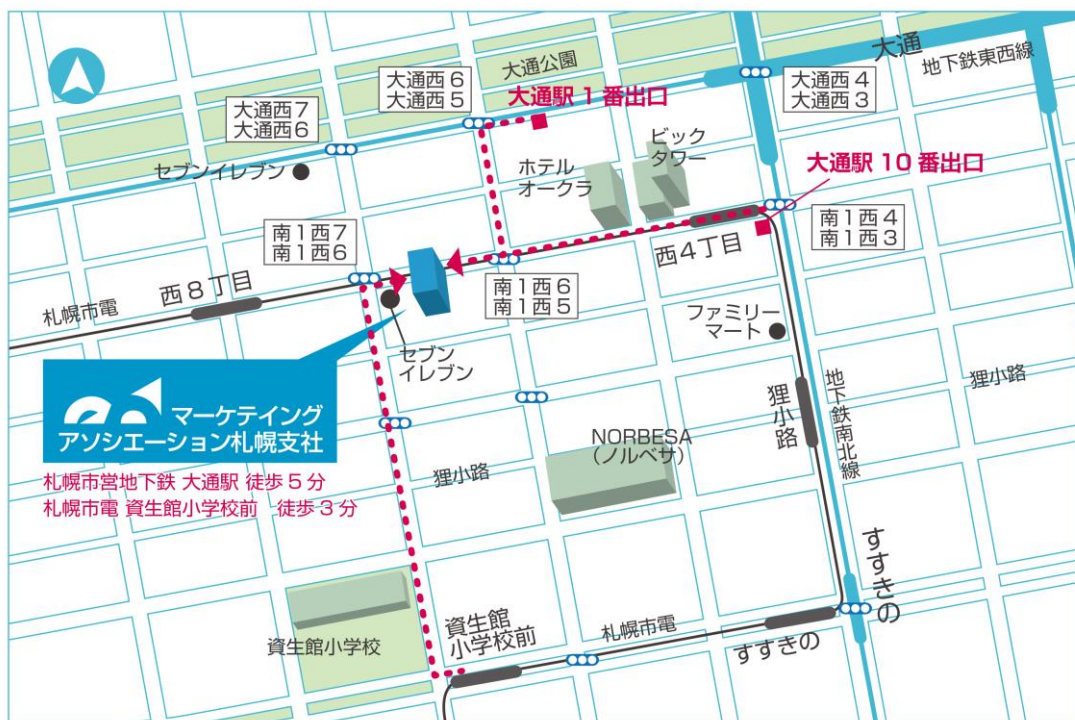 大通
地下鉄東西線
大通公園
大通西6
大通西5
大通西4
大通西3
大通駅1番出口
大通西7
大通西6
ビック
タワー
大通駅10番出口
セブンイレブン
ホテル
オークラ
南1西7
南1西6
南1西4
南1西3
西4丁目
西8丁目
南1西6
南1西5
札幌市電
ファミリー
マート
セブン
イレブン
狸小路
地下鉄南北線
狸小路
マーケテイング
アソシエーション札幌支社
NORBESA
(ノルベサ)
狸小路
札幌市営地下鉄 大通駅 徒歩5分
札幌市電 資生館小学校前 徒歩3分
すすきの
資生館
小学校前
札幌市電
資生館小学校
すすきの